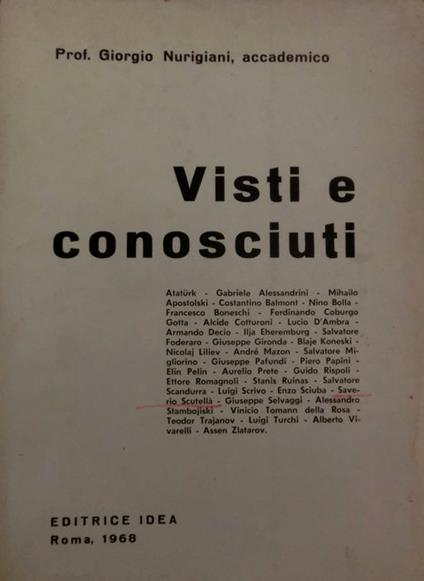 Prof. Giorgio Nurigiani, accademico
Visti e
conosciuti
Atatürk - Gabriele Alessandrini - Mihailo
Apostolski - Costantino Balmont - Nino Bolla -
Francesco Boneschi - Ferdinando Coburgo
Gotta - Alcide Cotturoni - Lucio D'Ambra -
Armando Decio - Ilja Eheremburg - Salvatore
Foderaro - Giuseppe Gironda - Blaje Koneski -
Nicolaj Liliev - André Mazon - Salvatore Mi-
gliorino - Giuseppe Pafundi - Piero Papini -
Elin Pelin - Aurelio Prete - Guido Rispoli -
Ettore Romagnoli - Stanis Ruinas - Salvatore
Scandurra - Luigi Scrivo - Enzo Sciuba - Save-
rio Scutellà - Giuseppe Selvaggi - Alessandro
Stambojiski - Vinicio Tomann della Rosa -
Teodor Trajanov - Luigi Turchi - Alberto Vi-
varelli - Assen Zlatarov.
EDITRICE IDEA
Roma, 1968